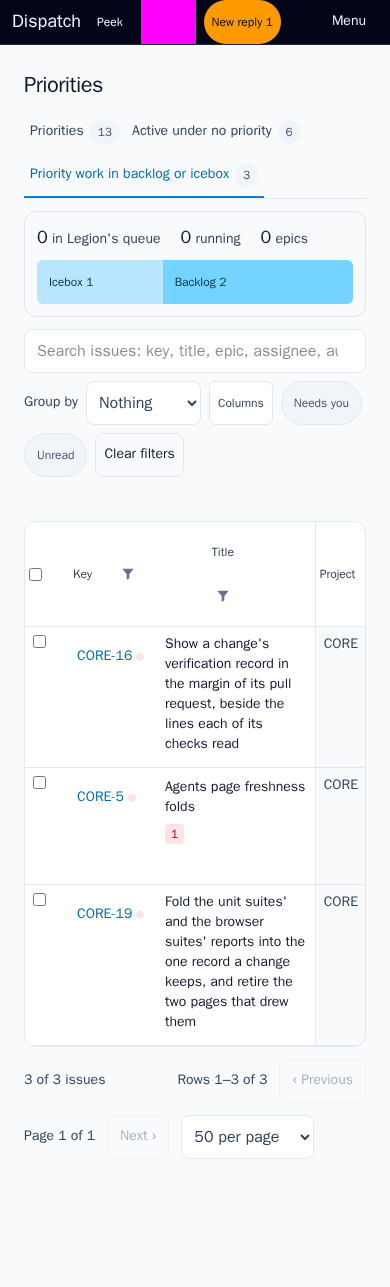 Dispatch Peek New reply 1 Menu
Priorities
Priorities 13 Active under no priority 6
Priority work in backlog or icebox 3
0 in Legion's queue 0 running 0 epics
Icebox 1 Backlog 2
Search issues: key, title, epic, assignee, au
Group by Nothing Columns Needs you
Unread Clear filters
Title
Key Project
CORE-16 Show a change's CORE
verification record in
the margin of its pull
request, beside the
lines each of its
checks read
CORE-5 Agents page freshness CORE
folds
1
CORE-19 Fold the unit suites' CORE
and the browser
suites' reports into the
one record a change
keeps, and retire the
two pages that drew
them
3 of 3 issues Rows 1–3 of 3 ‹ Previous
Page 1 of 1 Next › 50 per page